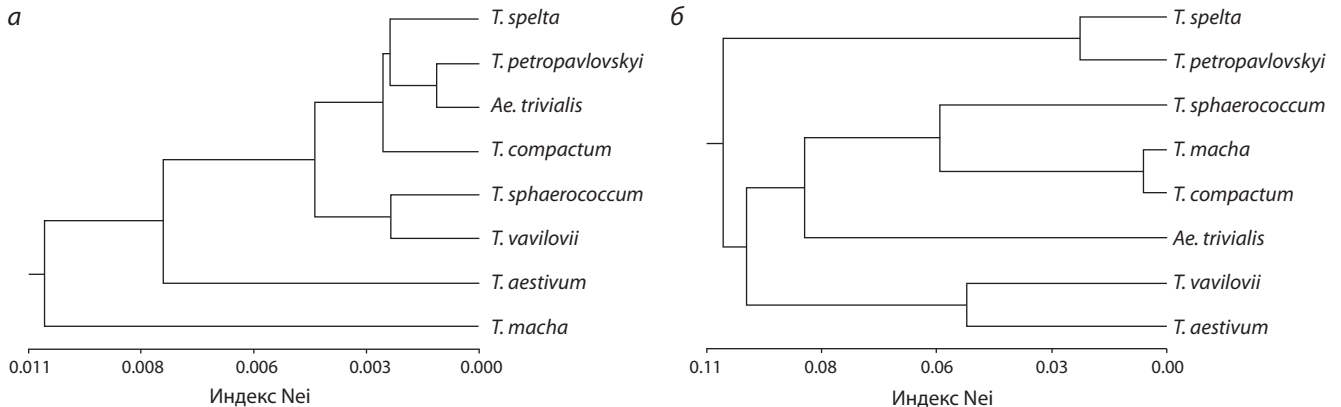 а
T. spelta
T. petropavlovskyi
Ae. trivialis
T. compactum
T. sphaerococcum
T. vavilovii
T. aestivum
T. macha
0.011 0.008 0.006 0.003 0.000
Индекс Nei
б
T. spelta
T. petropavlovskyi
T. sphaerococcum
T. macha
T. compactum
Ae. trivialis
T. vavilovii
T. aestivum
0.11 0.08 0.06 0.03 0.00
Индекс Nei